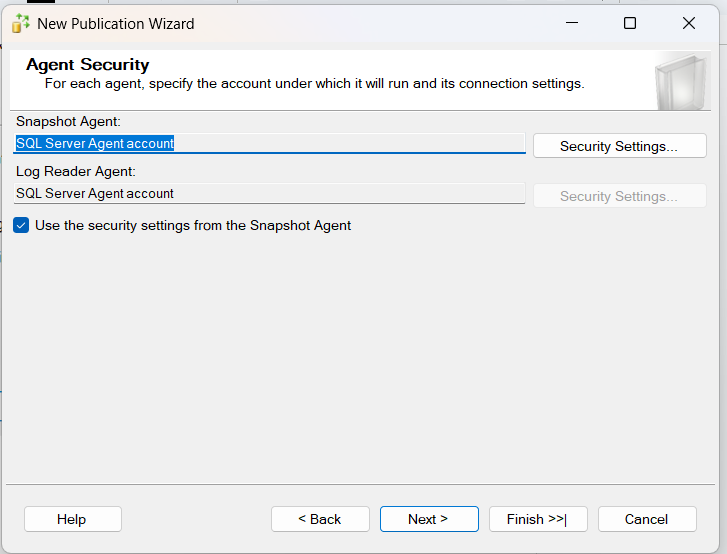 New Publication Wizard
Agent Security
For each agent, specify the account under which it will run and its connection settings.
Snapshot Agent:
SQL Server Agent account
Security Settings...
Log Reader Agent:
SQL Server Agent account
Security Settings...
Use the security settings from the Snapshot Agent
Help
< Back
Next >
Finish >>|
Cancel